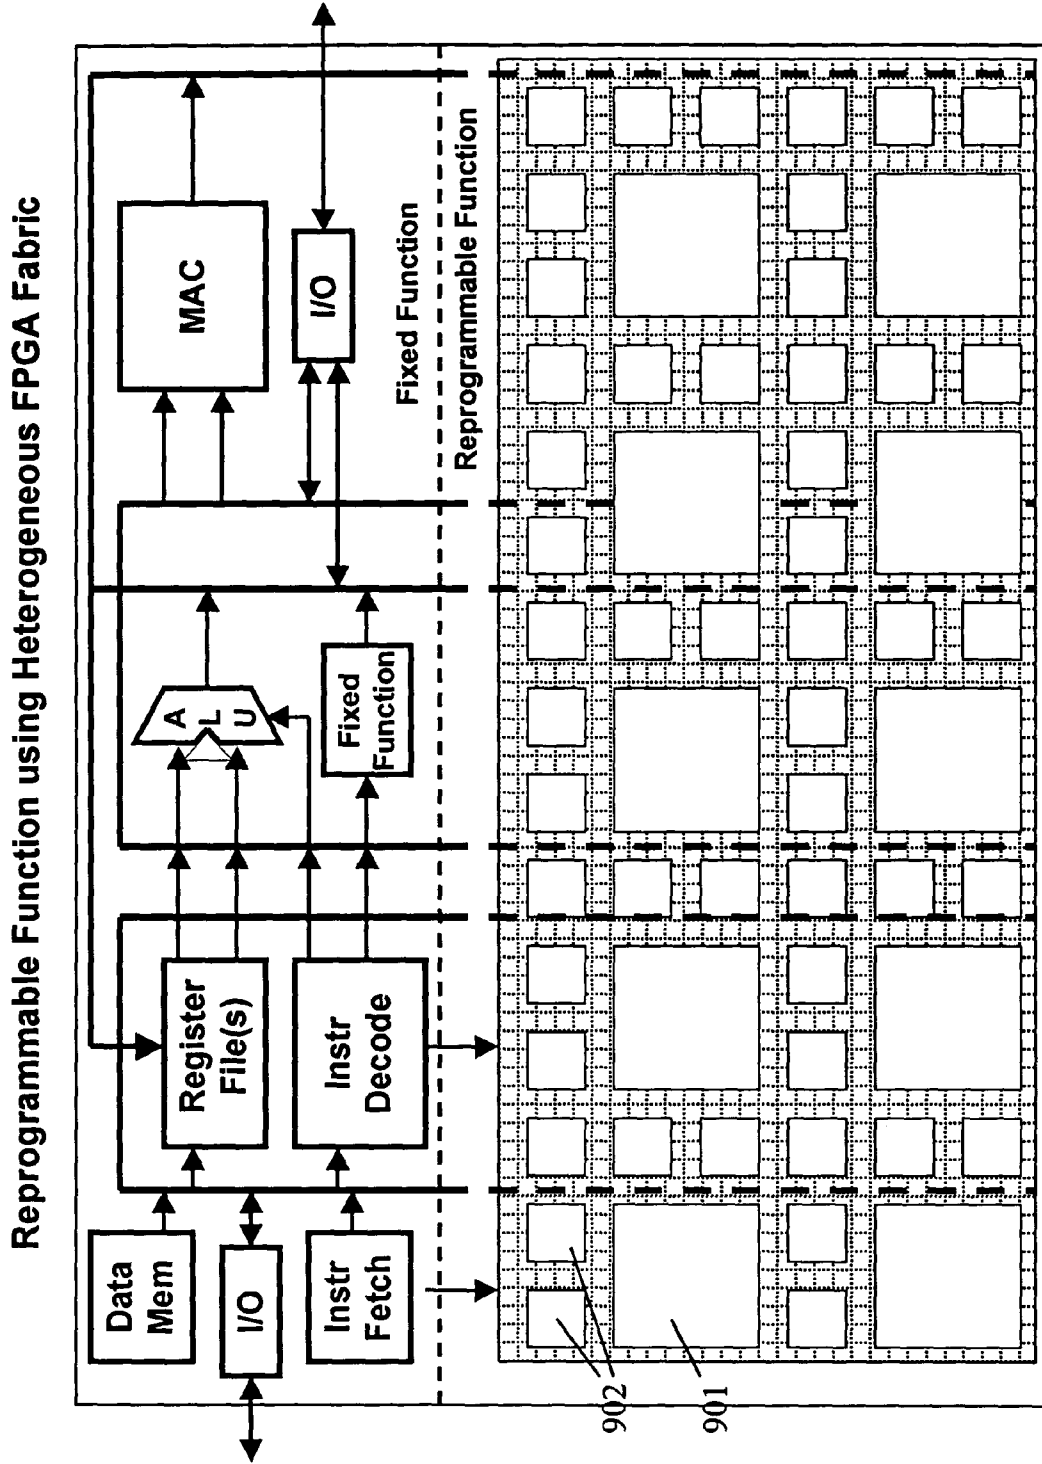 Reprogrammable Function using Heterogeneous FPGA Fabric
Data
Mem
I/O
Instr
Fetch
Register
File(s)
Instr
Decode
A
L
U
Fixed
Function
MAC
I/O
Fixed Function
Reprogrammable Function
902
901